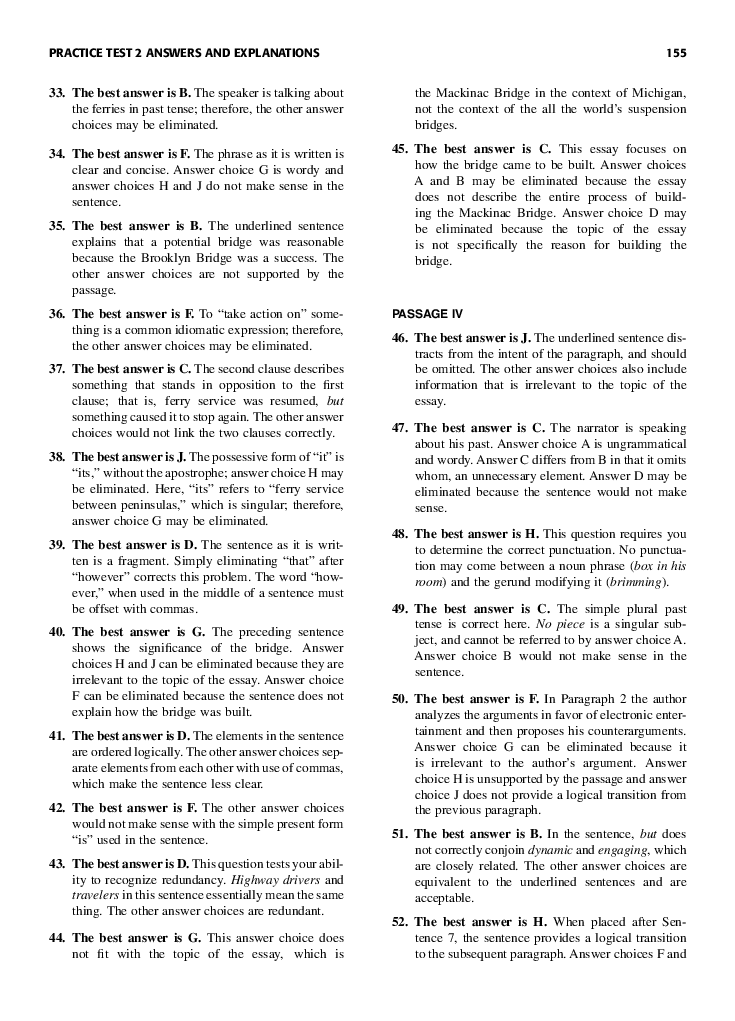 PRACTICE TEST 2 ANSWERS AND EXPLANATIONS 155
33. The best answer is B. The speaker is talking about
the ferries in past tense; therefore, the other answer
choices may be eliminated.
34. The best answer is F. The phrase as it is written is
clear and concise. Answer choice G is wordy and
answer choices H and J do not make sense in the
sentence.
35. The best answer is B. The underlined sentence
explains that a potential bridge was reasonable
because the Brooklyn Bridge was a success. The
other answer choices are not supported by the
passage.
36. The best answer is F. To “take action on” some-
thing is a common idiomatic expression; therefore,
the other answer choices may be eliminated.
37. The best answer is C. The second clause describes
something that stands in opposition to the first
clause; that is, ferry service was resumed, but
something caused it to stop again. The other answer
choices would not link the two clauses correctly.
38. The best answer is J. The possessive form of “it” is
“its,” without the apostrophe; answer choice H may
be eliminated. Here, “its” refers to “ferry service
between peninsulas,” which is singular; therefore,
answer choice G may be eliminated.
39. The best answer is D. The sentence as it is writ-
ten is a fragment. Simply eliminating “that” after
“however” corrects this problem. The word “how-
ever,” when used in the middle of a sentence must
be offset with commas.
40. The best answer is G. The preceding sentence
shows the significance of the bridge. Answer
choices H and J can be eliminated because they are
irrelevant to the topic of the essay. Answer choice
F can be eliminated because the sentence does not
explain how the bridge was built.
41. The best answer is D. The elements in the sentence
are ordered logically. The other answer choices sep-
arate elements from each other with use of commas,
which make the sentence less clear.
42. The best answer is F. The other answer choices
would not make sense with the simple present form
“is” used in the sentence.
43. The best answer is D. This question tests your abil-
ity to recognize redundancy. Highway drivers and
travelers in this sentence essentially mean the same
thing. The other answer choices are redundant.
44. The best answer is G. This answer choice does
not fit with the topic of the essay, which is
the Mackinac Bridge in the context of Michigan,
not the context of the all the world’s suspension
bridges.
45. The best answer is C. This essay focuses on
how the bridge came to be built. Answer choices
A and B may be eliminated because the essay
does not describe the entire process of build-
ing the Mackinac Bridge. Answer choice D may
be eliminated because the topic of the essay
is not specifically the reason for building the
bridge.
PASSAGE IV
46. The best answer is J. The underlined sentence dis-
tracts from the intent of the paragraph, and should
be omitted. The other answer choices also include
information that is irrelevant to the topic of the
essay.
47. The best answer is C. The narrator is speaking
about his past. Answer choice A is ungrammatical
and wordy. Answer C differs from B in that it omits
whom, an unnecessary element. Answer D may be
eliminated because the sentence would not make
sense.
48. The best answer is H. This question requires you
to determine the correct punctuation. No punctua-
tion may come between a noun phrase (box in his
room) and the gerund modifying it (brimming).
49. The best answer is C. The simple plural past
tense is correct here. No piece is a singular sub-
ject, and cannot be referred to by answer choice A.
Answer choice B would not make sense in the
sentence.
50. The best answer is F. In Paragraph 2 the author
analyzes the arguments in favor of electronic enter-
tainment and then proposes his counterarguments.
Answer choice G can be eliminated because it
is irrelevant to the author’s argument. Answer
choice H is unsupported by the passage and answer
choice J does not provide a logical transition from
the previous paragraph.
51. The best answer is B. In the sentence, but does
not correctly conjoin dynamic and engaging, which
are closely related. The other answer choices are
equivalent to the underlined sentences and are
acceptable.
52. The best answer is H. When placed after Sen-
tence 7, the sentence provides a logical transition
to the subsequent paragraph. Answer choices F and